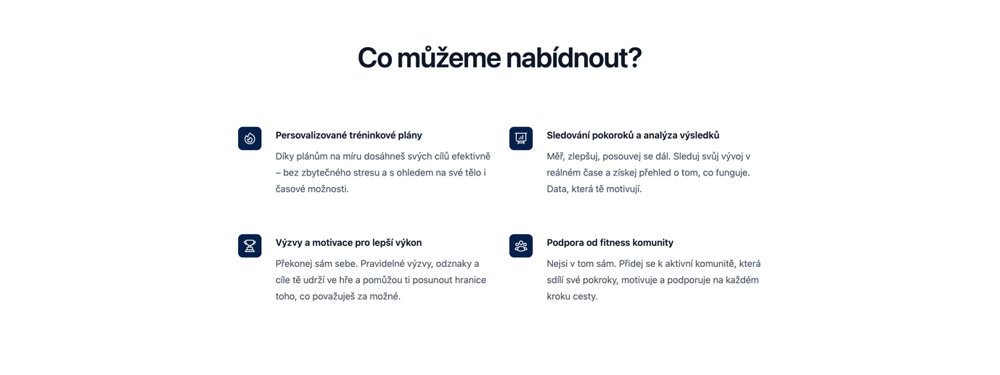 Co můžeme nabídnout?
Persovalizované tréninkové plány
Díky plánům na míru dosáhneš svých cílů efektivně
– bez zbytečného stresu a s ohledem na své tělo i
časové možnosti.
Sledování pokoroků a analýza výsledků
Měř, zlepšuj, posouvej se dál. Sleduj svůj vývoj v
reálném čase a získej přehled o tom, co funguje.
Data, která tě motivují.
Výzvy a motivace pro lepší výkon
Překonej sám sebe. Pravidelné výzvy, odznaky a
cíle tě udrží ve hře a pomůžou ti posunout hranice
toho, co považuješ za možné.
Podpora od fitness komunity
Nejsi v tom sám. Přidej se k aktivní komunitě, která
sdílí své pokroky, motivuje a podporuje na každém
kroku cesty.